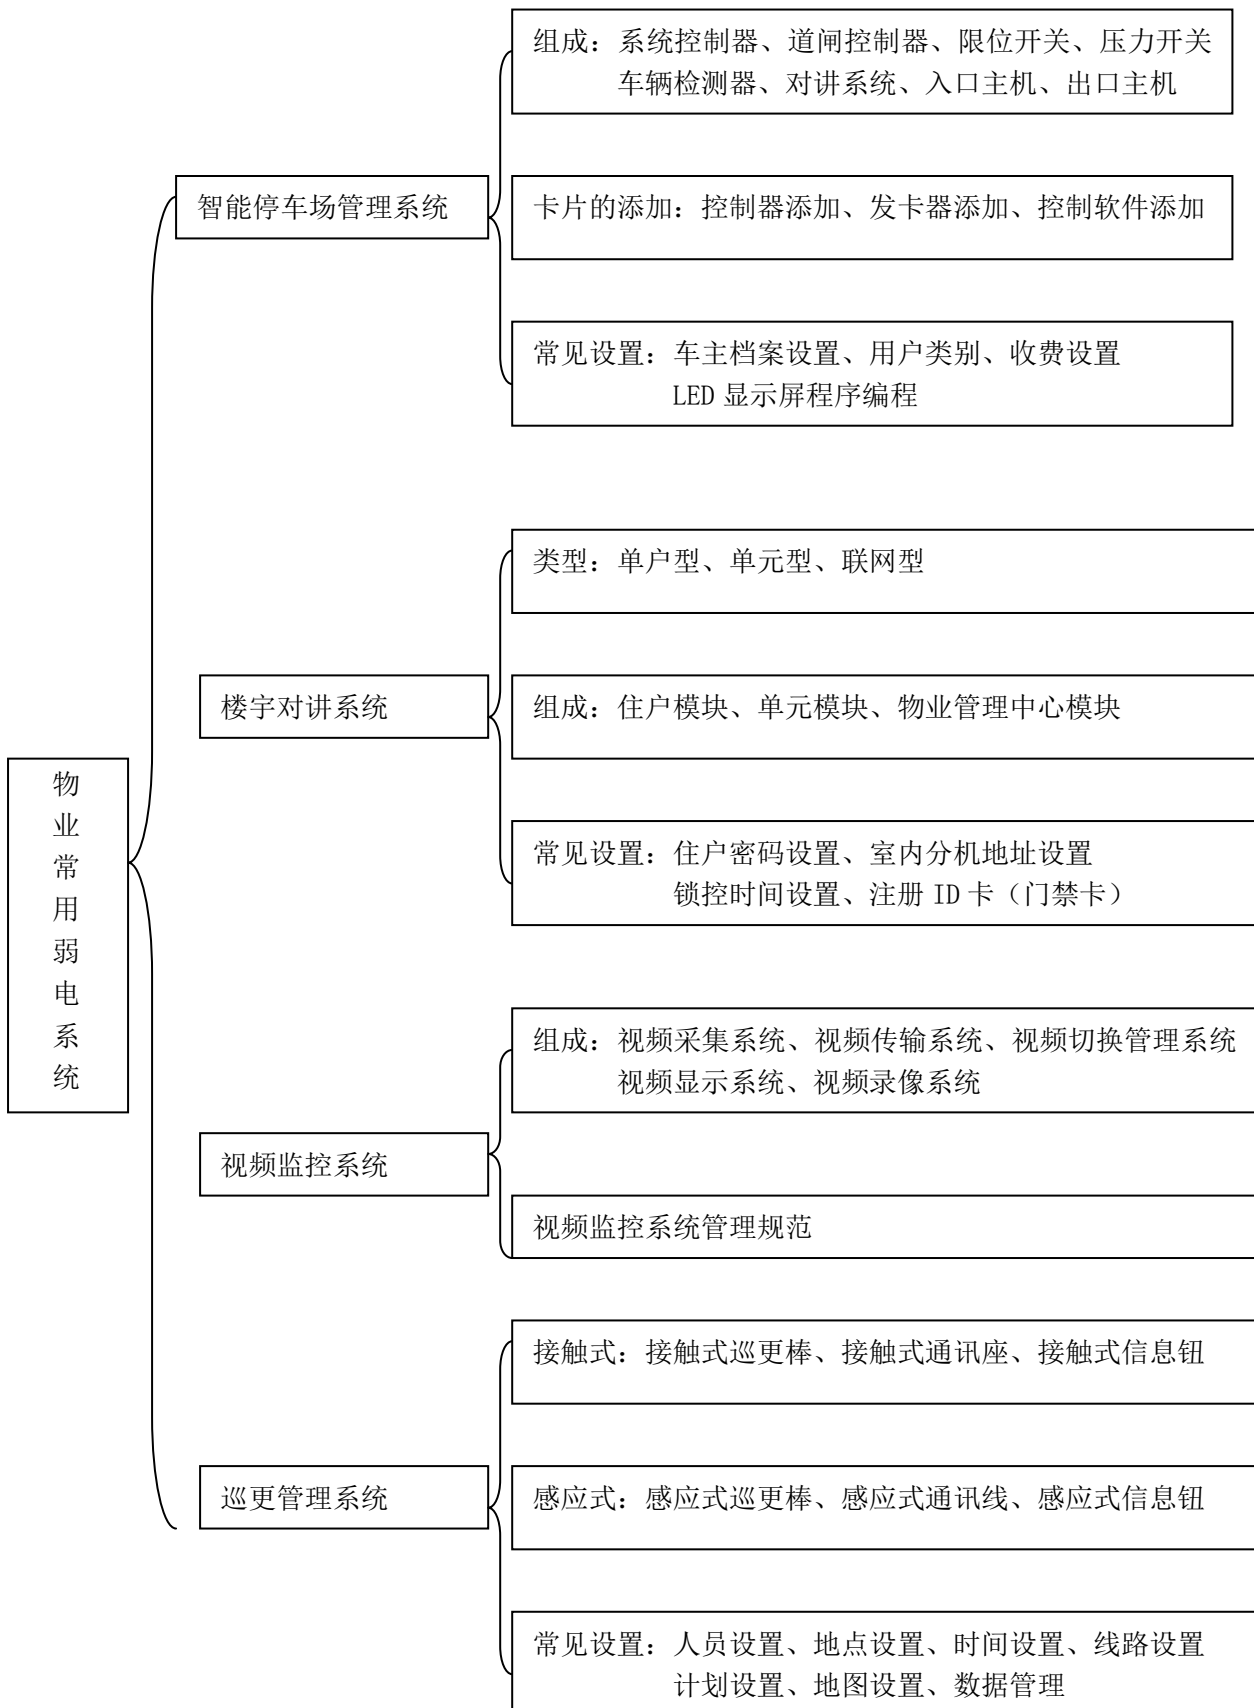 组成：系统控制器、道闸控制器、限位开关、压力开关
车辆检测器、对讲系统、入口主机、出口主机
智能停车场管理系统
卡片的添加：控制器添加、发卡器添加、控制软件添加
常见设置：车主档案设置、用户类别、收费设置
LED 显示屏程序编程
类型：单户型、单元型、联网型
楼宇对讲系统
组成：住户模块、单元模块、物业管理中心模块
物
业
常
用
弱
电
系
统
常见设置：住户密码设置、室内分机地址设置
锁控时间设置、注册 ID 卡（门禁卡）
组成：视频采集系统、视频传输系统、视频切换管理系统
视频显示系统、视频录像系统
视频监控系统
视频监控系统管理规范
接触式：接触式巡更棒、接触式通讯座、接触式信息钮
巡更管理系统
感应式：感应式巡更棒、感应式通讯线、感应式信息钮
常见设置：人员设置、地点设置、时间设置、线路设置
计划设置、地图设置、数据管理